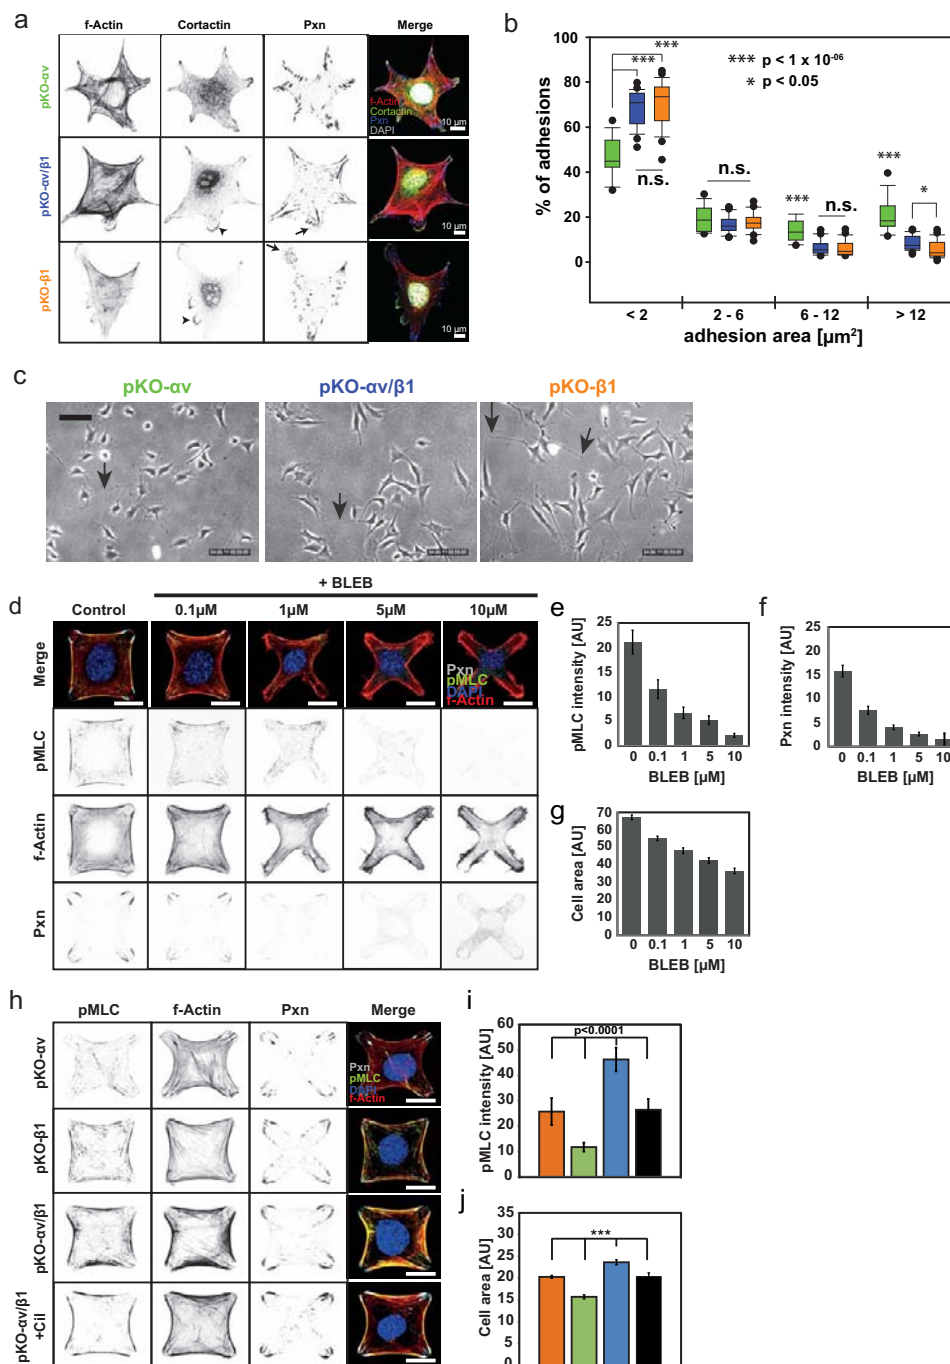 a
f-Actin Cortactin Pxn Merge
pKO-αv
f-Actin
Cortactin
Pxn
DAPI
10 µm
pKO-αv/β1
10 µm
pKO-β1
10 µm
b
% of adhesions
100
80
60
40
20
0
*** p < 1 x 10-06
* p < 0.05
***
***
n.s.
n.s.
***
n.s.
***
*
< 2 2 - 6 6 - 12 > 12
adhesion area [µm2]
c
pKO-αv pKO-αv/β1 pKO-β1
d
+ BLEB
Control 0.1µM 1µM 5µM 10µM
Merge
Pxn
pMLC
DAPI
f-Actin
pMLC
f-Actin
Pxn
e
pMLC intensity [AU]
25
20
15
10
5
0
0 0.1 1 5 10
BLEB [µM]
f
Pxn intensity [AU]
25
20
15
10
5
0
0 0.1 1 5 10
BLEB [µM]
g
Cell area [AU]
70
60
50
40
30
20
10
0
0 0.1 1 5 10
BLEB [µM]
h
pMLC f-Actin Pxn Merge
pKO-αv
Pxn
pMLC
DAPI
f-Actin
pKO-β1
pKO-αv/β1
pKO-αv/β1
+Cil
i
pMLC intensity [AU]
60
50
40
30
20
10
0
p<0.0001
j
Cell area [AU]
35
30
25
20
15
10
5
0
***